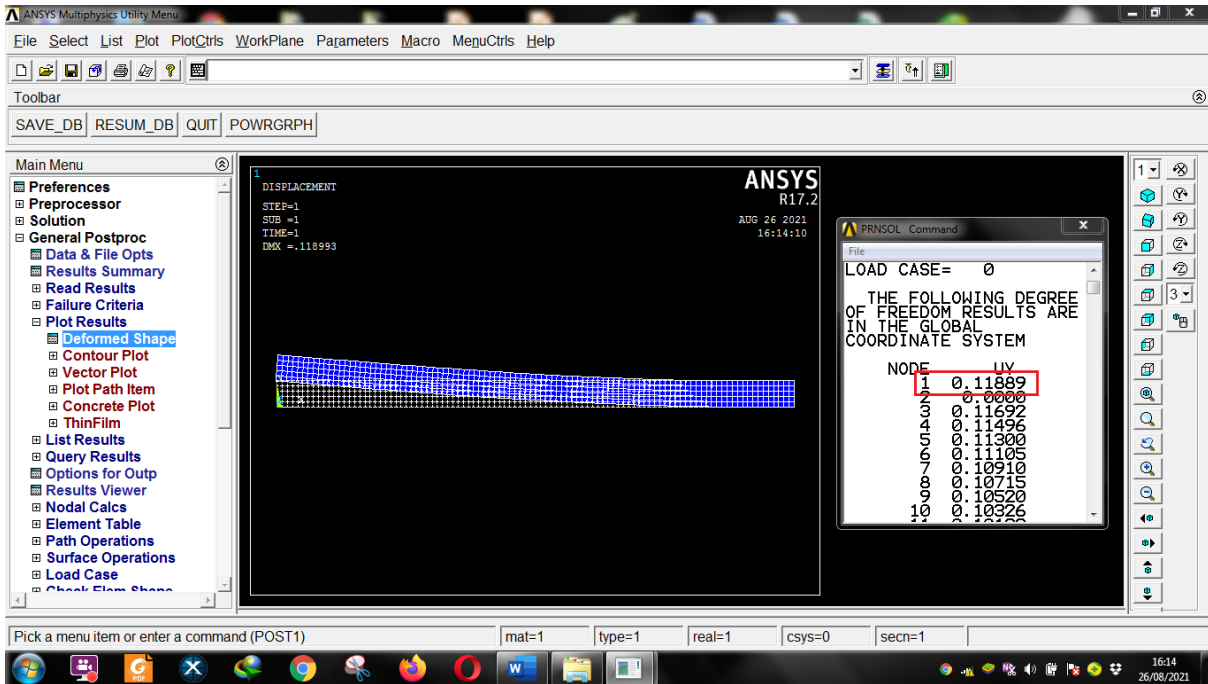 ANSYS Multiphysics Utility Menu
File Select List Plot PlotCtrls WorkPlane Parameters Macro MenuCtrls Help
Toolbar
SAVE_DB RESUM_DB QUIT POWRGRPH
Main Menu
Preferences
Preprocessor
Solution
General Postproc
Data & File Opts
Results Summary
Read Results
Failure Criteria
Plot Results
Deformed Shape
Contour Plot
Vector Plot
Plot Path Item
Concrete Plot
ThinFilm
List Results
Query Results
Options for Outp
Results Viewer
Nodal Calcs
Element Table
Path Operations
Surface Operations
Load Case
Check Elem Shape
1
DISPLACEMENT
STEP=1
SUB =1
TIME=1
DMX =.118993
ANSYS
R17.2
AUG 26 2021
16:14:10
X
PRNSOL Command
File
LOAD CASE= 0
THE FOLLOWING DEGREE
OF FREEDOM RESULTS ARE
IN THE GLOBAL
COORDINATE SYSTEM
NODE UY
1 0.11889
2 0.0000
3 0.11692
4 0.11496
5 0.11300
6 0.11105
7 0.10910
8 0.10715
9 0.10520
10 0.10326
1
3
Pick a menu item or enter a command (POST1) mat=1 type=1 real=1 csys=0 secn=1
16:14
26/08/2021